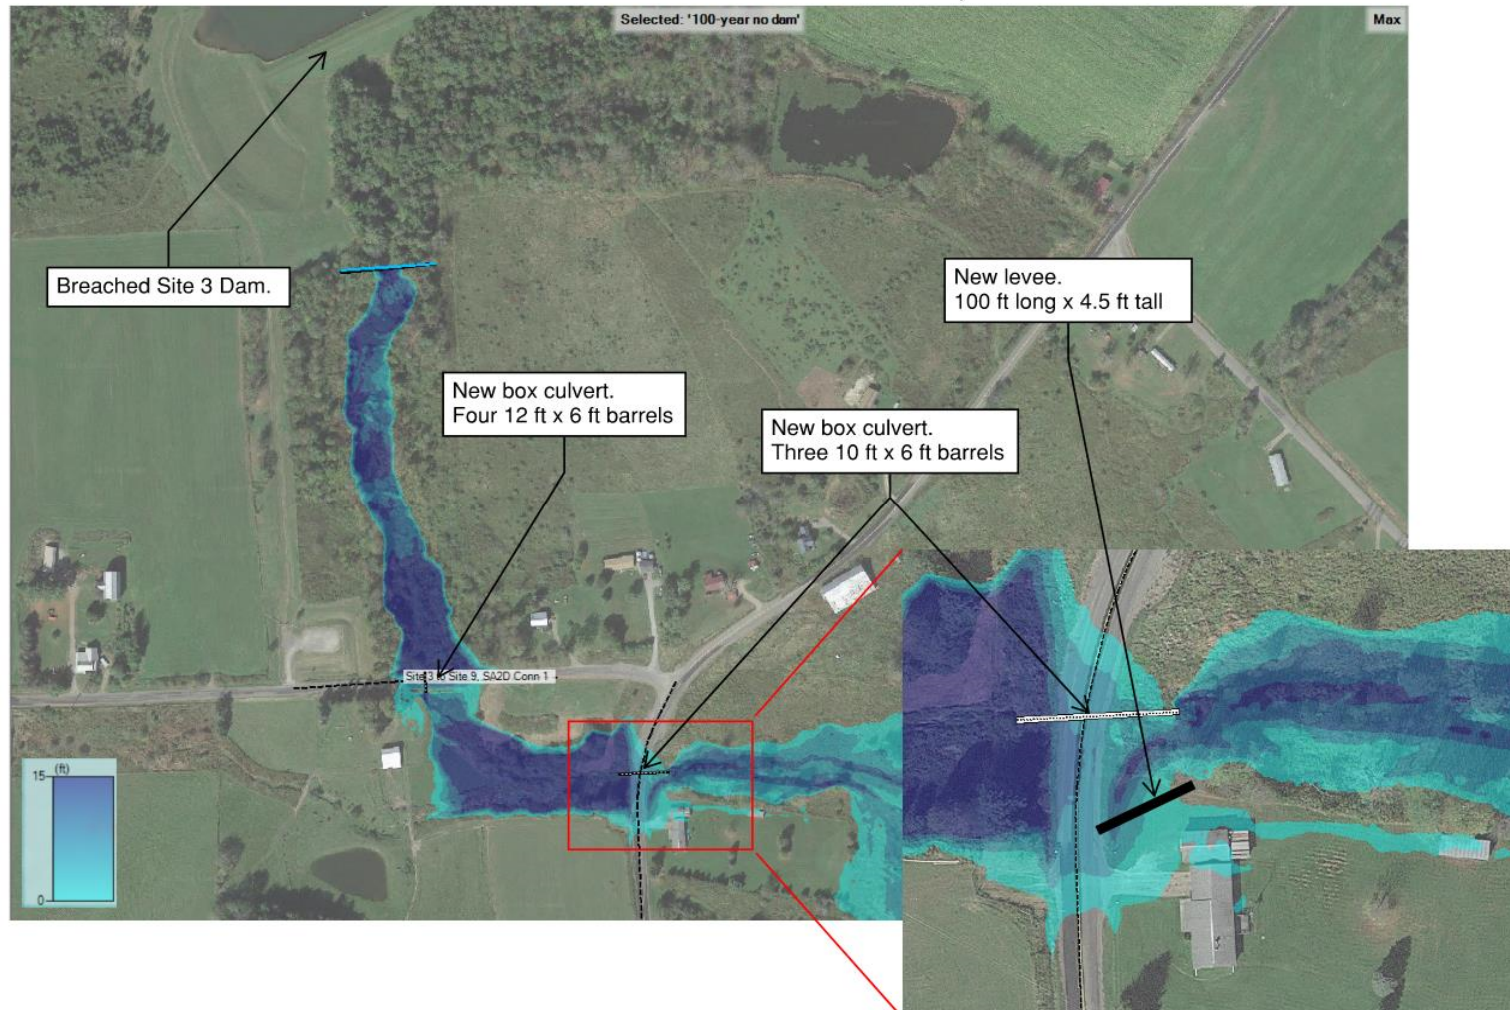 Selected: '100-year no dam'
Max
Breached Site 3 Dam.
New levee.
100 ft long x 4.5 ft tall
New box culvert.
Four 12 ft x 6 ft barrels
New box culvert.
Three 10 ft x 6 ft barrels
Site 3 to Site 9, SA2D Conn 1
(ft)
15
0